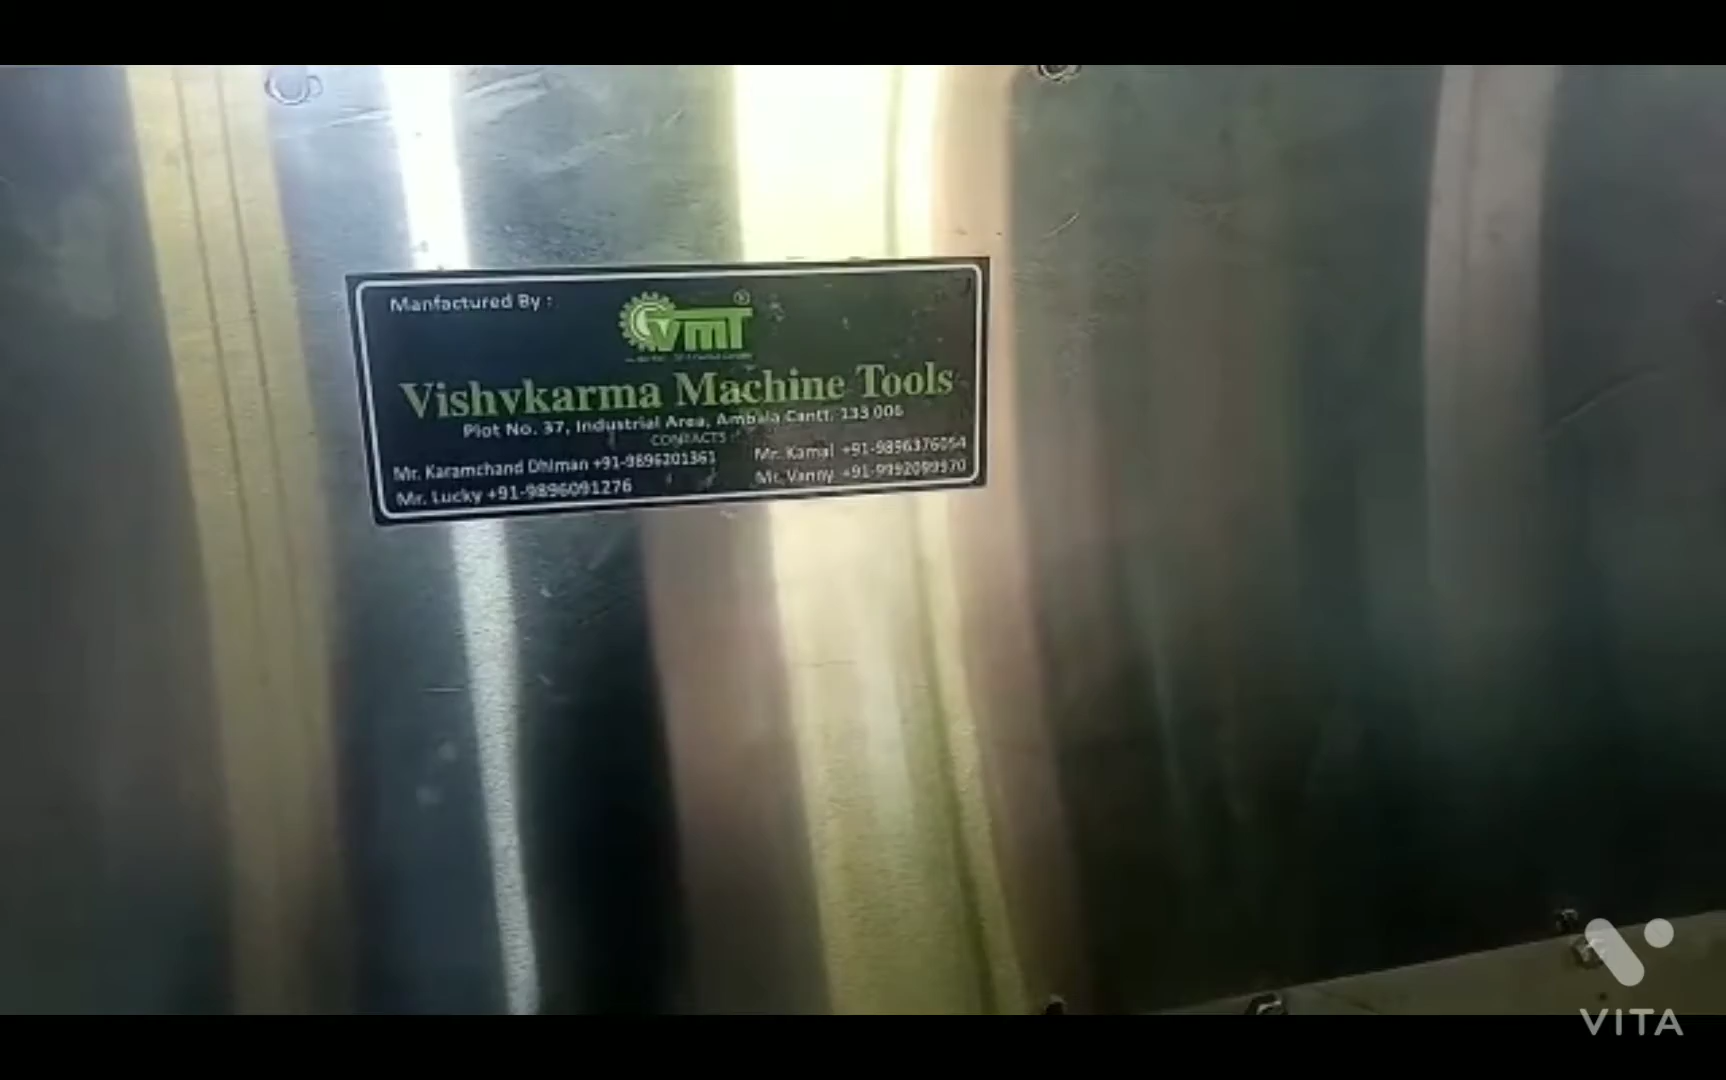 Manfactured By :
VMT ®
Vishvkarma Machine Tools
Plot No. 37, Industrial Area, Ambala Cantt. 133 006
CONTACTS :
Mr. Karamchand Dhiman +91-9896201361
Mr. Kamal +91-9896376054
Mr. Lucky +91-9896091276
Mr. Vanny +91-9992099970
VITA